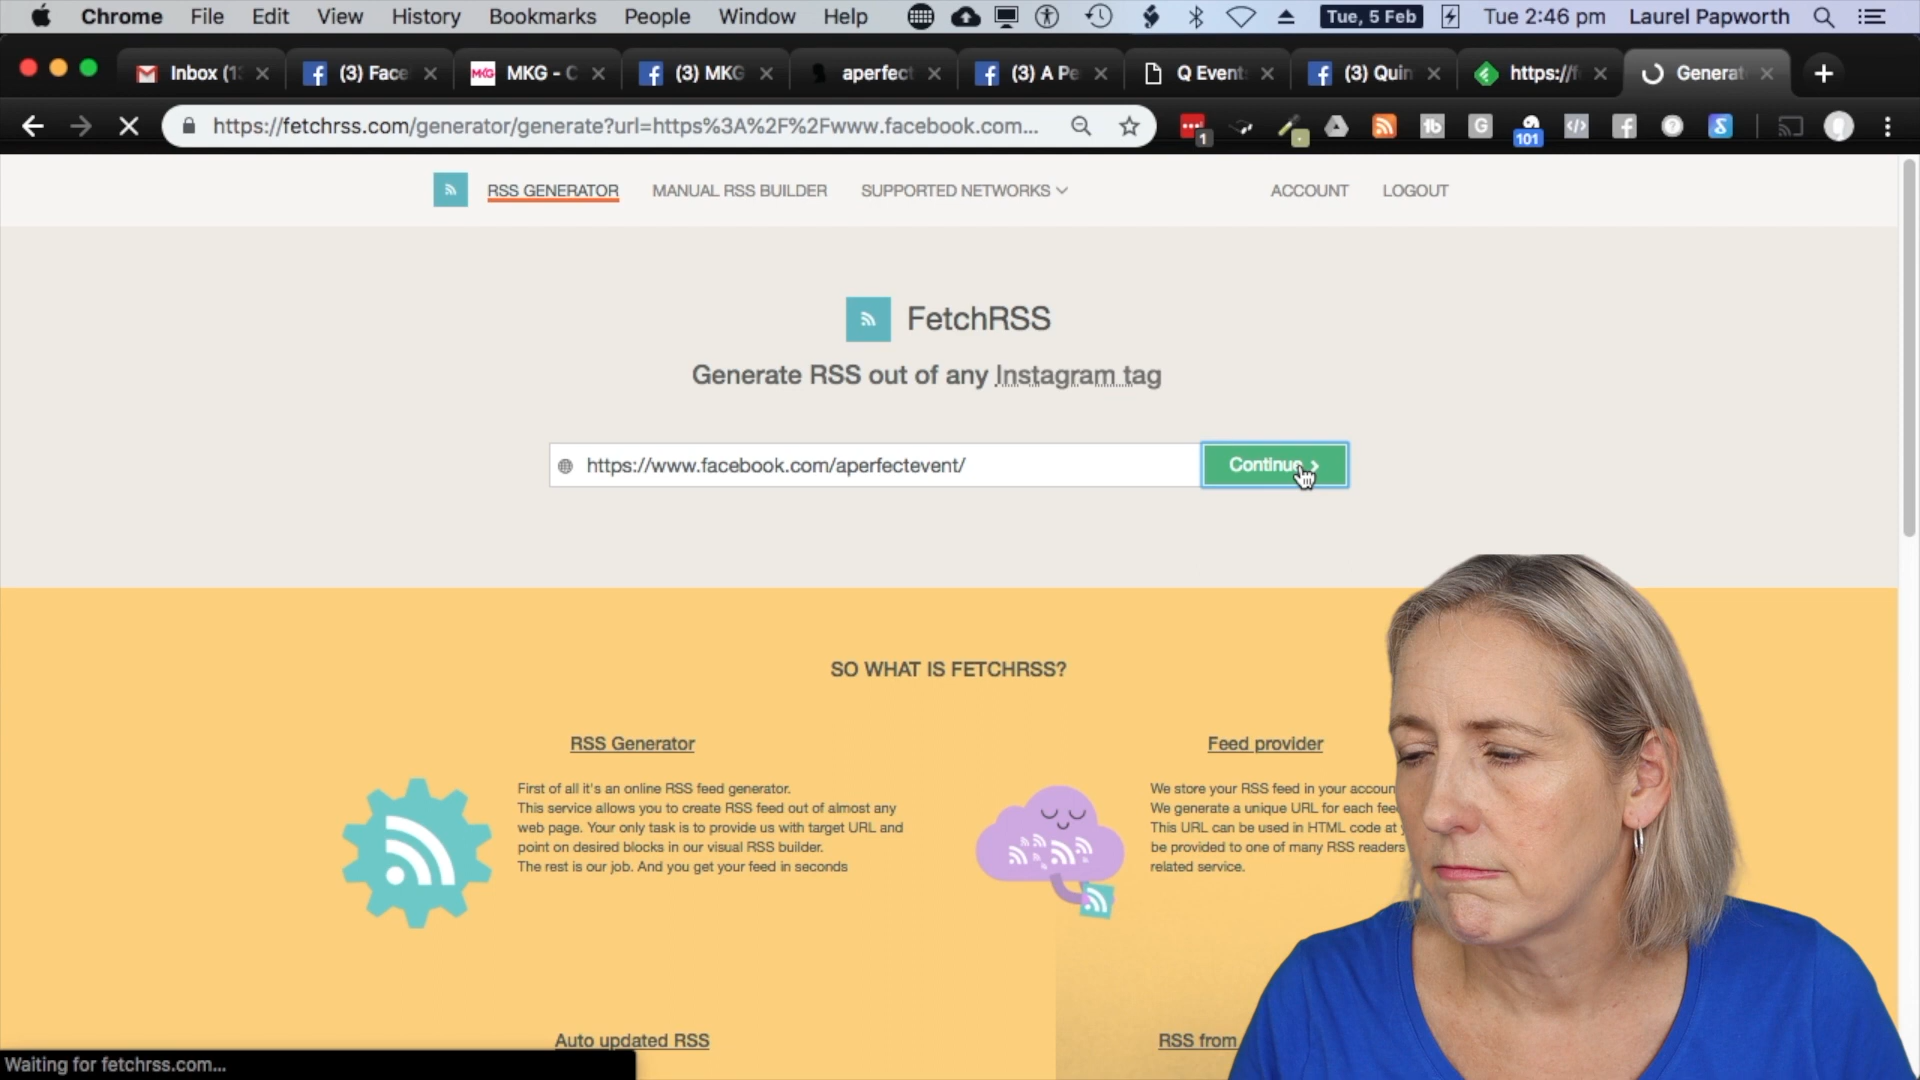 Chrome File Edit View History Bookmarks People Window Help Tue, 5 Feb Tue 2:46 pm Laurel Papworth
Inbox (1 (3) Face MKG - C (3) MKG aperfect (3) A Pe Q Event (3) Quin https://f Generat
https://fetchrss.com/generator/generate?url=https%3A%2F%2Fwww.facebook.com...
1
101
RSS GENERATOR MANUAL RSS BUILDER SUPPORTED NETWORKS ACCOUNT LOGOUT
FetchRSS
Generate RSS out of any Instagram tag
https://www.facebook.com/aperfectevent/ Continue
SO WHAT IS FETCHRSS?
RSS Generator
First of all it's an online RSS feed generator.
This service allows you to create RSS feed out of almost any
web page. Your only task is to provide us with target URL and
point on desired blocks in our visual RSS builder.
The rest is our job. And you get your feed in seconds
Feed provider
We store your RSS feed in your accoun
We generate a unique URL for each fee
This URL can be used in HTML code at
be provided to one of many RSS readers
related service.
Auto updated RSS
RSS from
Waiting for fetchrss.com...